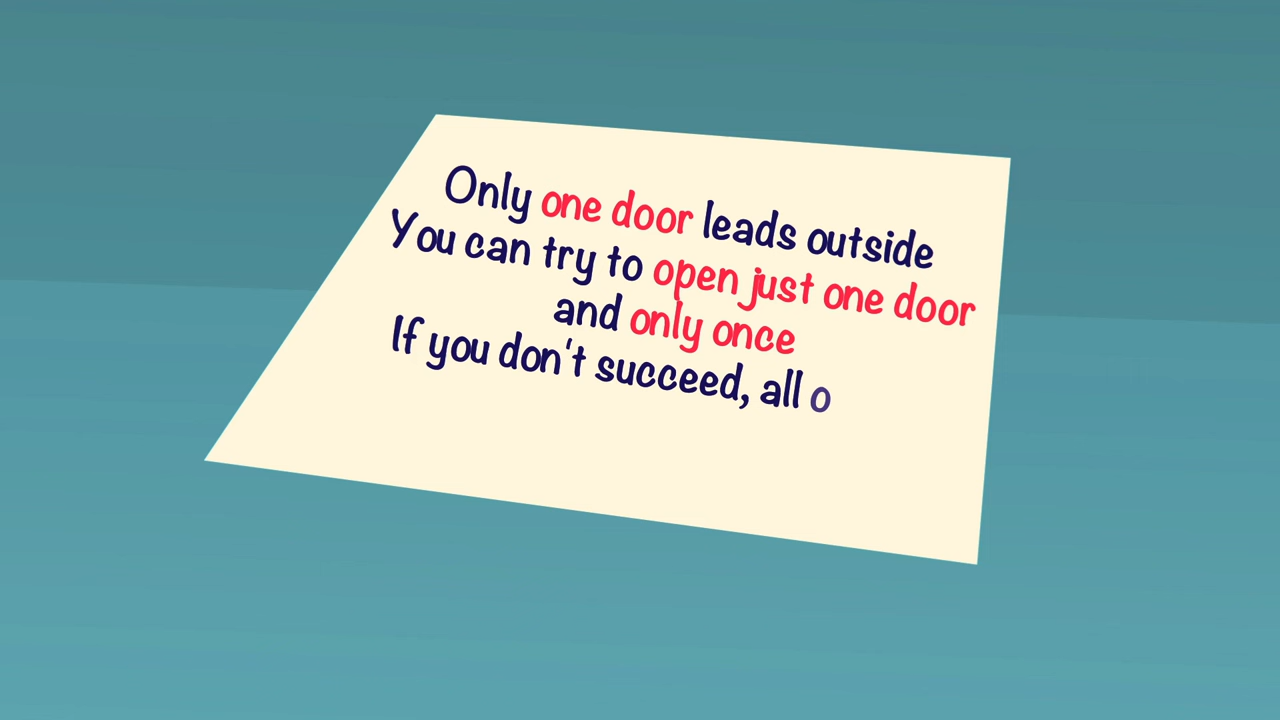 Only one door leads outside
You can try to open just one door
and only once
If you don't succeed, all o